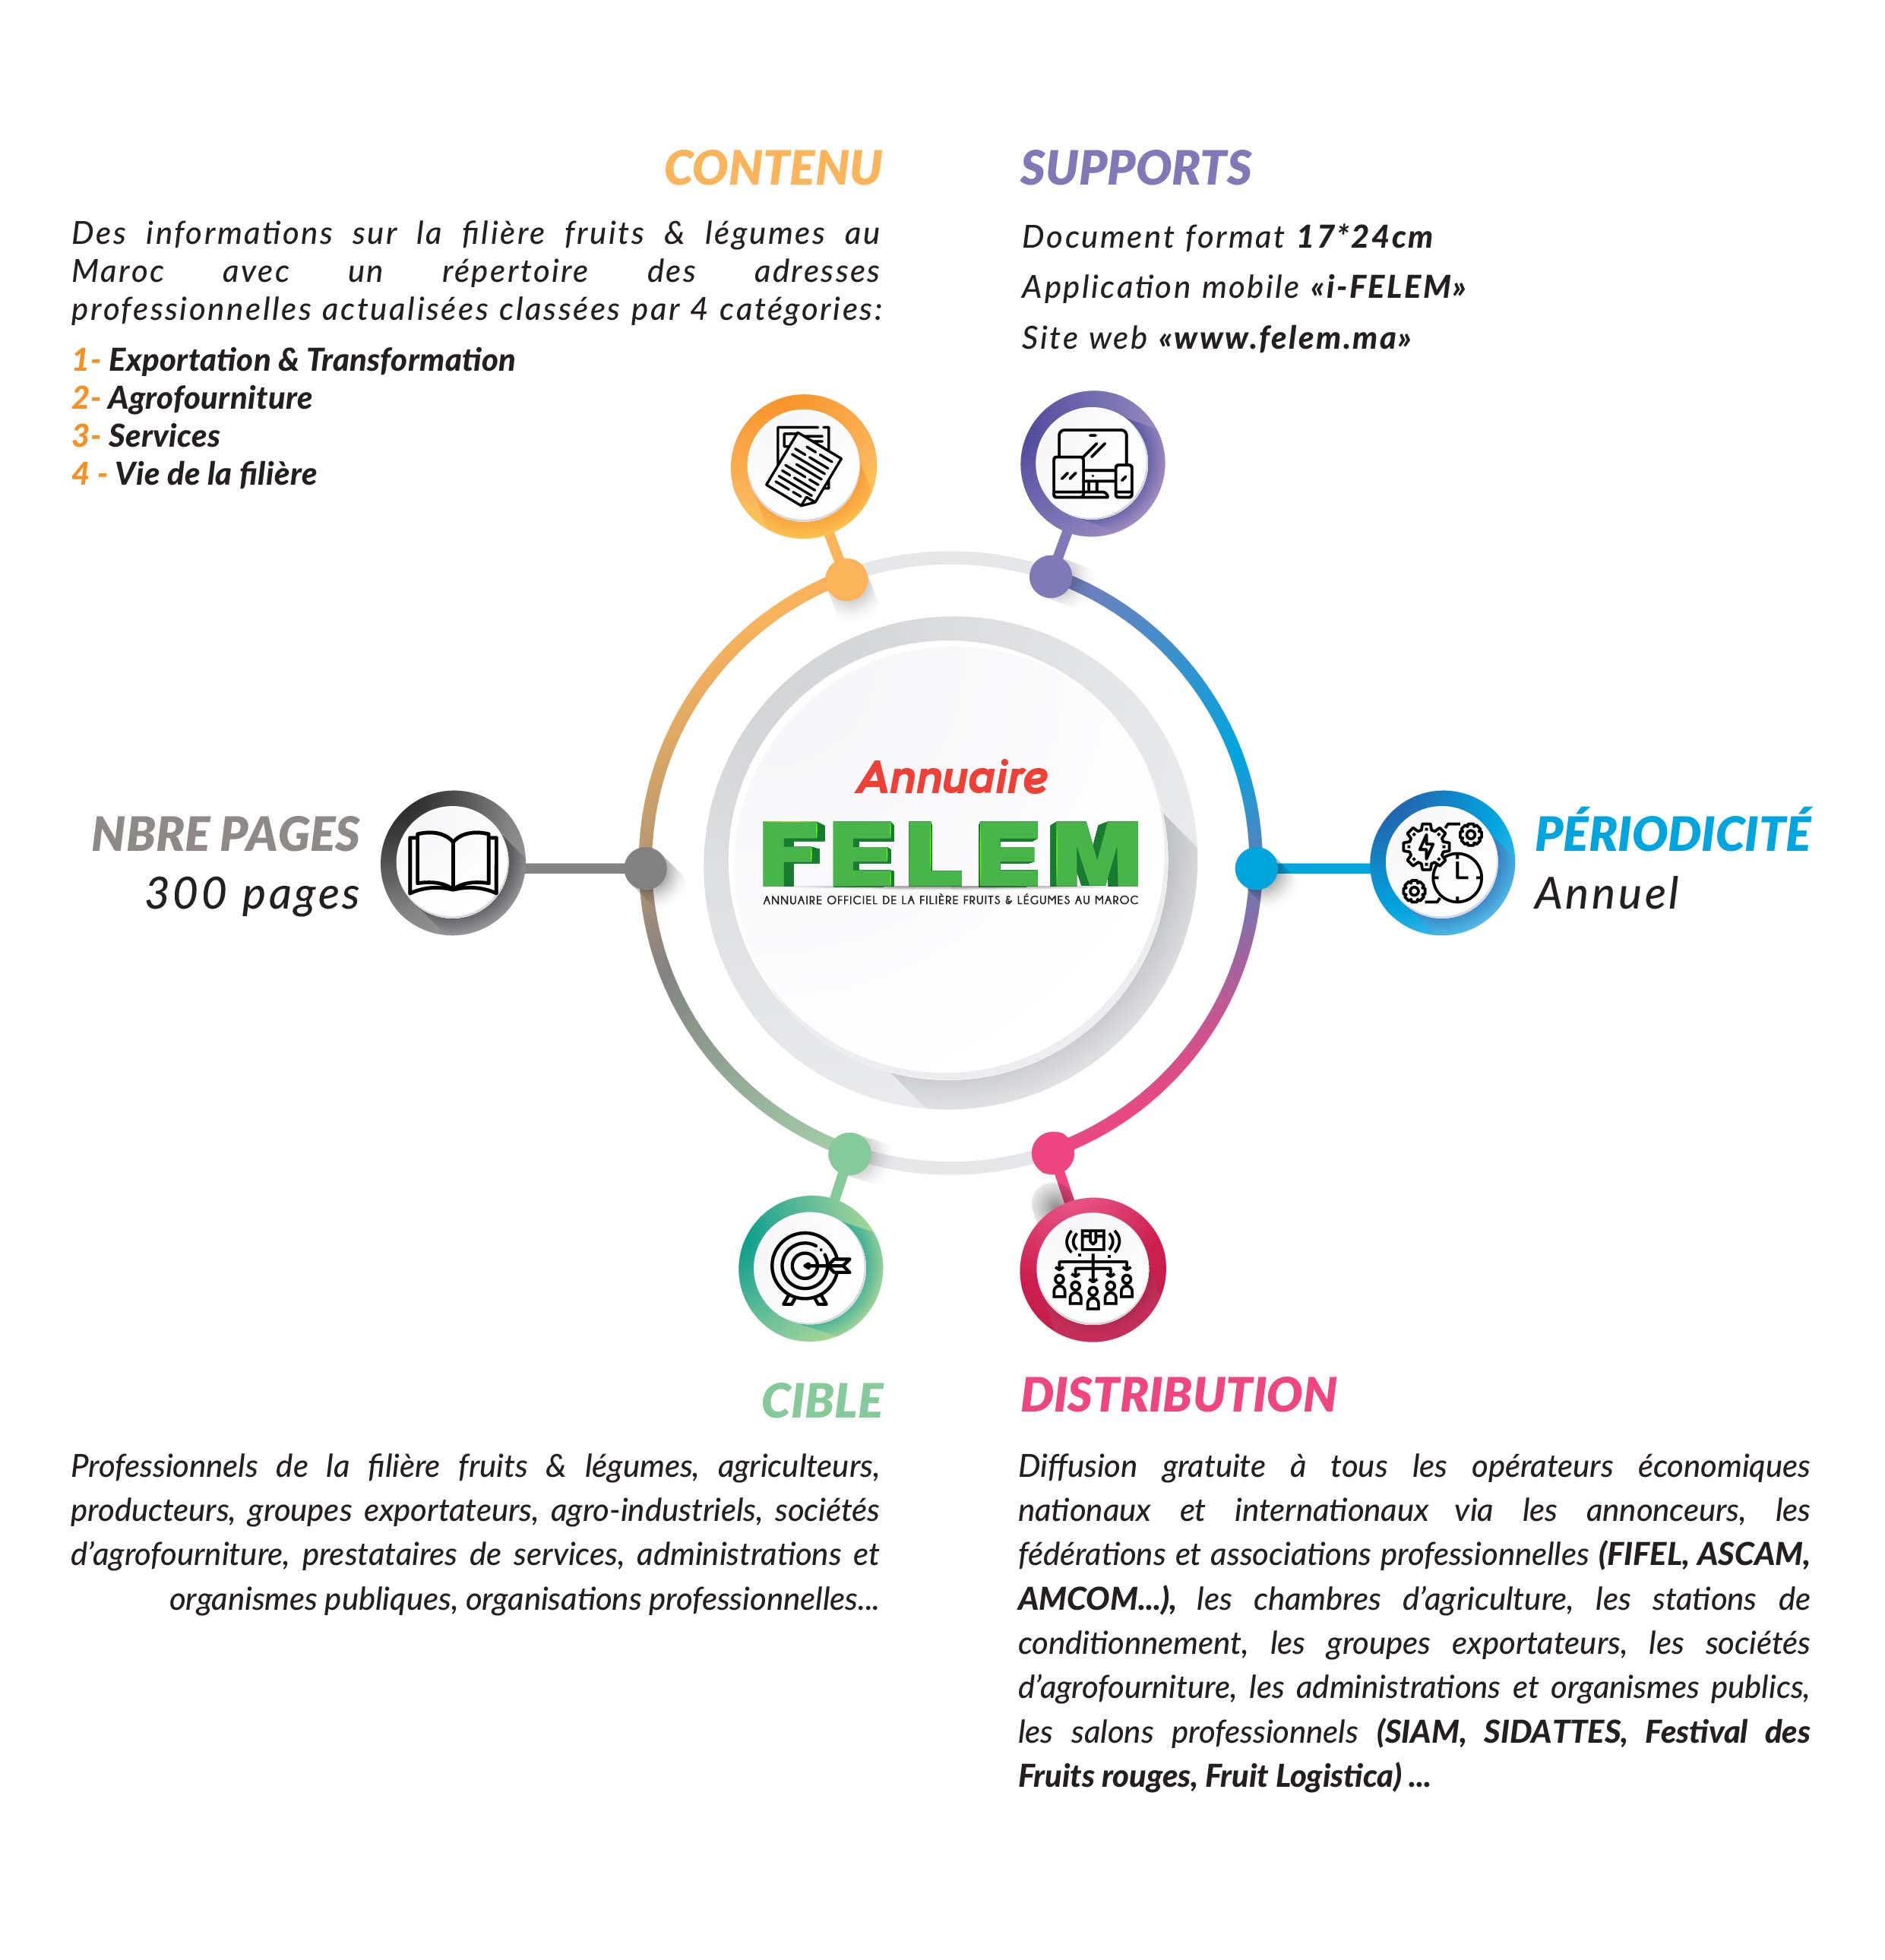 CONTENU
Des informations sur la filière fruits & légumes au
Maroc avec un répertoire des adresses
professionnelles actualisées classées par 4 catégories:
1- Exportation & Transformation
2- Agrofourniture
3- Services
4 - Vie de la filière
SUPPORTS
Document format 17*24cm
Application mobile «i-FELEM»
Site web «www.felem.ma»
NBRE PAGES
300 pages
Annuaire
FELEM
ANNUAIRE OFFICIEL DE LA FILIÈRE FRUITS & LÉGUMES AU MAROC
PÉRIODICITÉ
Annuel
CIBLE
Professionnels de la filière fruits & légumes, agriculteurs,
producteurs, groupes exportateurs, agro-industriels, sociétés
d’agrofourniture, prestataires de services, administrations et
organismes publiques, organisations professionnelles...
DISTRIBUTION
Diffusion gratuite à tous les opérateurs économiques
nationaux et internationaux via les annonceurs, les
fédérations et associations professionnelles (FIFEL, ASCAM,
AMCOM...), les chambres d’agriculture, les stations de
conditionnement, les groupes exportateurs, les sociétés
d’agrofourniture, les administrations et organismes publics,
les salons professionnels (SIAM, SIDATTES, Festival des
Fruits rouges, Fruit Logistica) ...